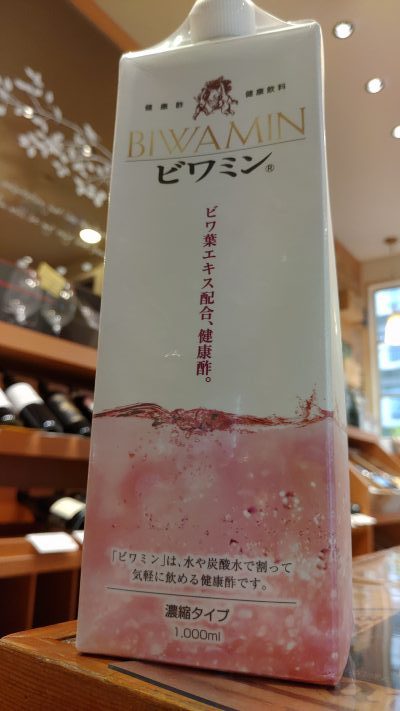 健康酢 健康飲料
BIWAMIN
ビワミン®
ビワ葉エキス配合、健康酢。
「ビワミン」は、水や炭酸水で割って
気軽に飲める健康酢です。
濃縮タイプ
1,000ml